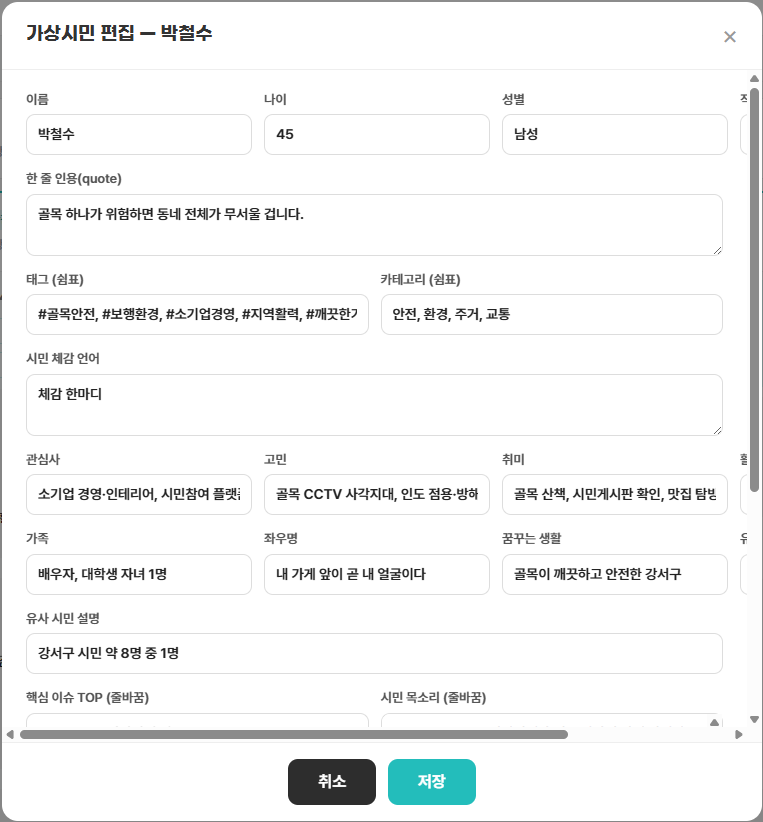 가상시민 편집 — 박철수
×
이름 나이 성별
박철수 45 남성
한 줄 인용(quote)
골목 하나가 위험하면 동네 전체가 무서울 겁니다.
태그 (쉼표) 카테고리 (쉼표)
#골목안전, #보행환경, #소기업경영, #지역활력, #깨끗한 안전, 환경, 주거, 교통
시민 체감 언어
체감 한마디
관심사 고민 취미
소기업 경영·인테리어, 시민참여 플랫 골목 CCTV 사각지대, 인도 점용·방해 골목 산책, 시민게시판 확인, 맛집 탐방
가족 좌우명 꿈꾸는 생활
배우자, 대학생 자녀 1명 내 가게 앞이 곧 내 얼굴이다 골목이 깨끗하고 안전한 강서구
유사 시민 설명
강서구 시민 약 8명 중 1명
핵심 이슈 TOP (줄바꿈) 시민 목소리 (줄바꿈)
취소 저장